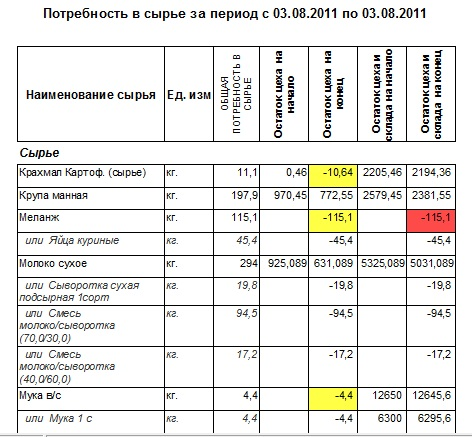 Потребность в сырье за период с 03.08.2011 по 03.08.2011
Наименование сырья Ед. изм ОБЩАЯ ПОТРЕБНОСТЬ В СЫРЬЕ Остаток цеха на начало Остаток цеха на конец Остаток цеха и склада на начало Остаток цеха и склада на конец
Сырье
Крахмал Картоф. (сырье) кг. 11,1 0,46 -10,64 2205,46 2194,36
Крупа манная кг. 197,9 970,45 772,55 2579,45 2381,55
Меланж кг. 115,1 -115,1 -115,1
или Яйца куриные кг. 45,4 -45,4 -45,4
Молоко сухое кг. 294 925,089 631,089 5325,089 5031,089
или Сыворотка сухая кг. 19,8 -19,8 -19,8
подсырная 1сорт
или Смесь кг. 94,5 -94,5 -94,5
молоко/сыворотка
(70,0/30,0)
или Смесь кг. 17,2 -17,2 -17,2
молоко/сыворотка
(40,0/60,0)
Мука в/с кг. 4,4 -4,4 12650 12645,6
или Мука 1 с кг. 4,4 -4,4 6300 6295,6